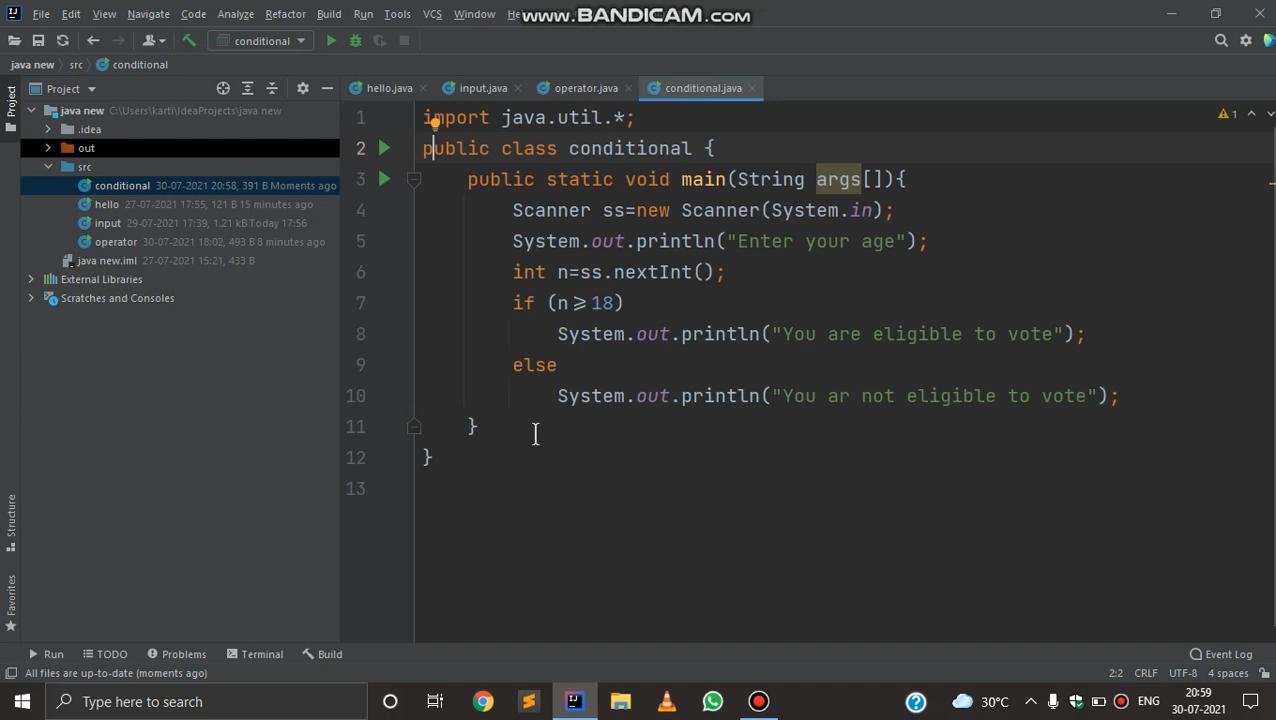 File Edit View Navigate Code Analyze Refactor Build Run Tools VCS Window
www.BANDICAM.com
conditional
java new src conditional
Project
hello.java input.java operator.java conditional.java
java new C:\Users\karti\IdeaProjects\java new
.idea
out
src
conditional 30-07-2021 20:58, 391 B Moments ago
hello 27-07-2021 17:55, 121 B 15 minutes ago
input 29-07-2021 17:39, 1.21 kB Today 17:56
operator 30-07-2021 18:02, 493 B 8 minutes ago
java new.iml 27-07-2021 15:21, 433 B
External Libraries
Scratches and Consoles
Project
Structure
Favorites
1
1 import java.util.*;
2 public class conditional {
3 public static void main(String args[]){
4 Scanner ss=new Scanner(System.in);
5 System.out.println("Enter your age");
6 int n=ss.nextInt();
7 if (n>=18)
8 System.out.println("You are eligible to vote");
9 else
10 System.out.println("You ar not eligible to vote");
11 }
12 }
13
Run TODO Problems Terminal Build Event Log
All files are up-to-date (moments ago) 2:2 CRLF UTF-8 4 spaces
Type here to search 30°C ENG 20:59
30-07-2021